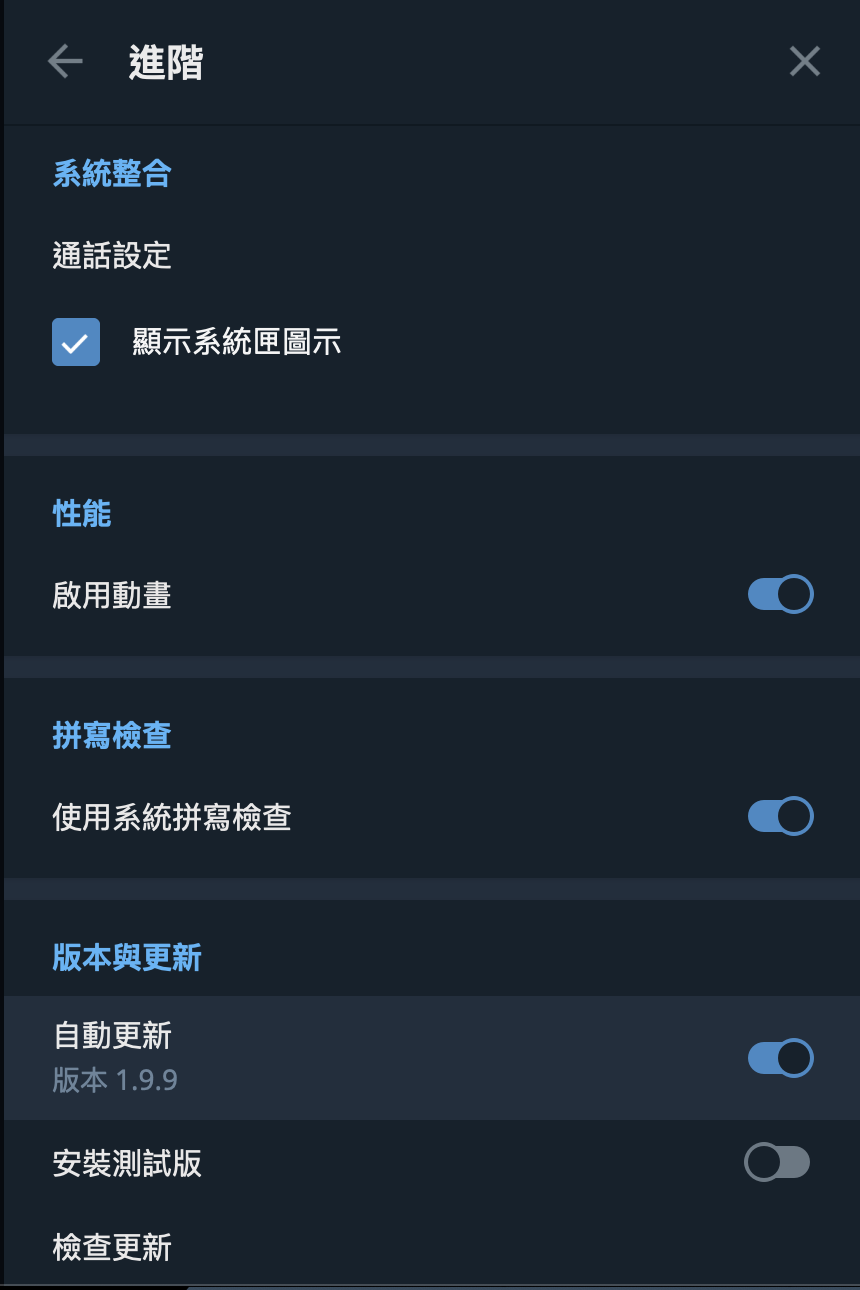 進階
系統整合
通話設定
顯示系統匣圖示
性能
啟用動畫
拼寫檢查
使用系統拼寫檢查
版本與更新
自動更新
版本 1.9.9
安裝測試版
檢查更新